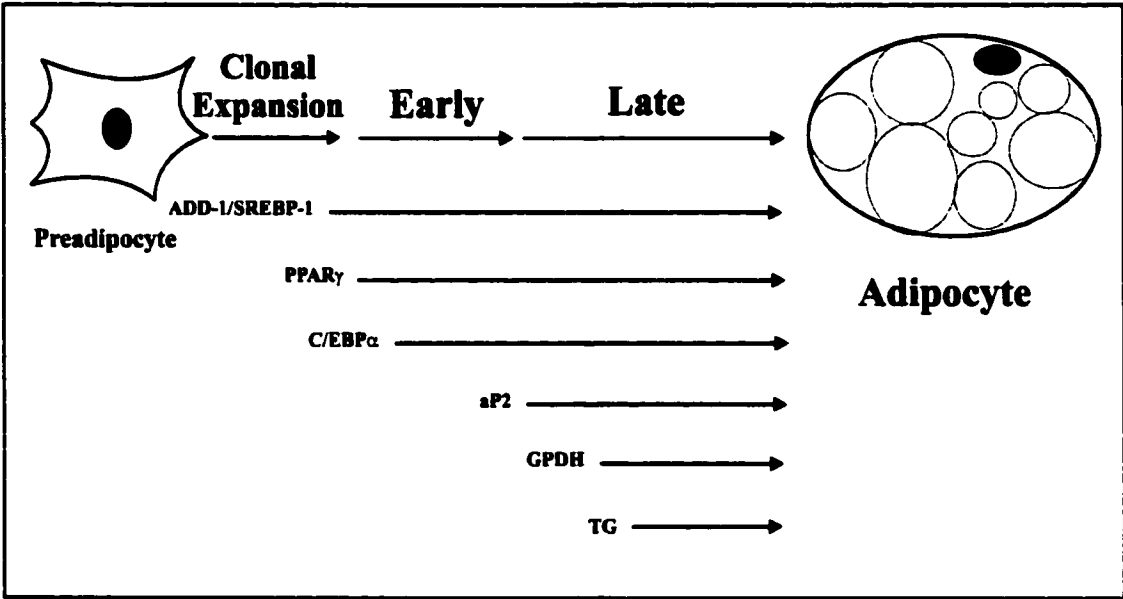 Clonal
Expansion
Early
Late
ADD-1/SREBP-1
Preadipocyte
PPARγ
Adipocyte
C/EBPα
aP2
GPDH
TG